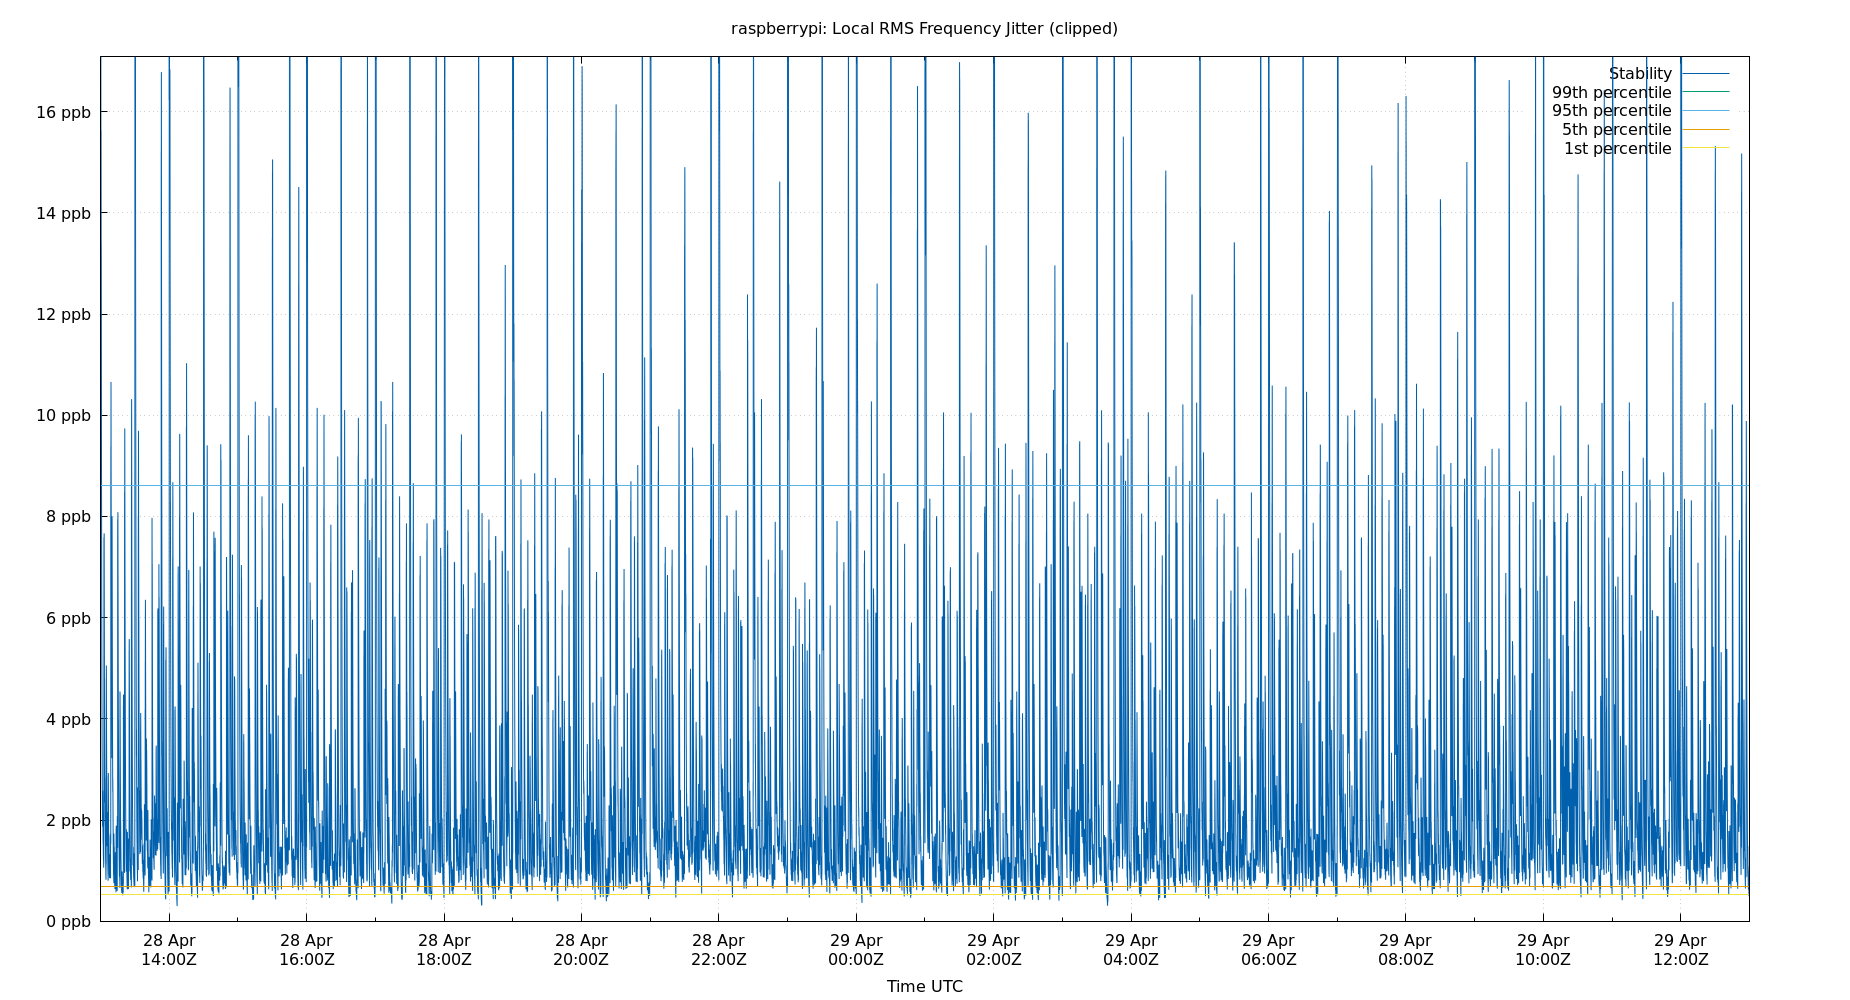 raspberrypi: Local RMS Frequency Jitter (clipped)
Stability
99th percentile
95th percentile
5th percentile
1st percentile
16 ppb
14 ppb
12 ppb
10 ppb
8 ppb
6 ppb
4 ppb
2 ppb
0 ppb
28 Apr 28 Apr 28 Apr 28 Apr 28 Apr 29 Apr 29 Apr 29 Apr 29 Apr 29 Apr 29 Apr 29 Apr
14:00Z 16:00Z 18:00Z 20:00Z 22:00Z 00:00Z 02:00Z 04:00Z 06:00Z 08:00Z 10:00Z 12:00Z
Time UTC